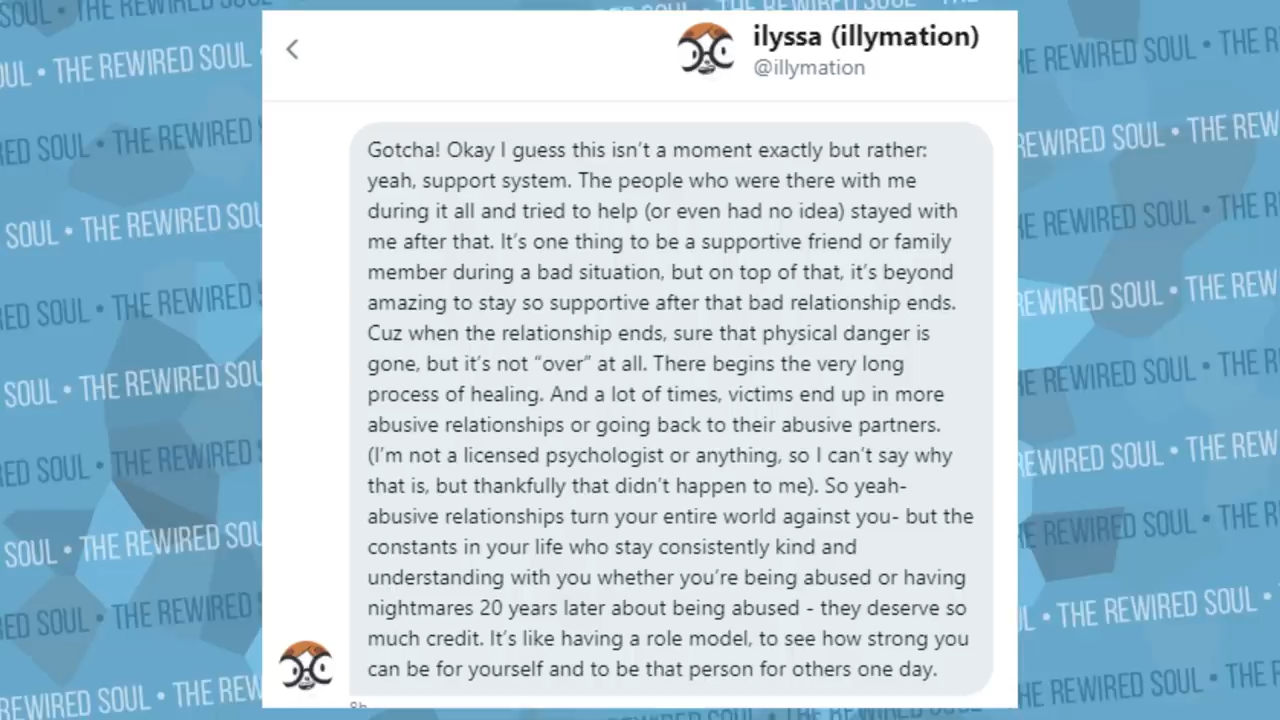 ilyssa (illymation)
@illymation
Gotcha! Okay I guess this isn't a moment exactly but rather:
yeah, support system. The people who were there with me
during it all and tried to help (or even had no idea) stayed with
me after that. It's one thing to be a supportive friend or family
member during a bad situation, but on top of that, it's beyond
amazing to stay so supportive after that bad relationship ends.
Cuz when the relationship ends, sure that physical danger is
gone, but it's not “over” at all. There begins the very long
process of healing. And a lot of times, victims end up in more
abusive relationships or going back to their abusive partners.
(I'm not a licensed psychologist or anything, so I can't say why
that is, but thankfully that didn't happen to me). So yeah-
abusive relationships turn your entire world against you- but the
constants in your life who stay consistently kind and
understanding with you whether you're being abused or having
nightmares 20 years later about being abused - they deserve so
much credit. It's like having a role model, to see how strong you
can be for yourself and to be that person for others one day.
THE REWIRED SOUL